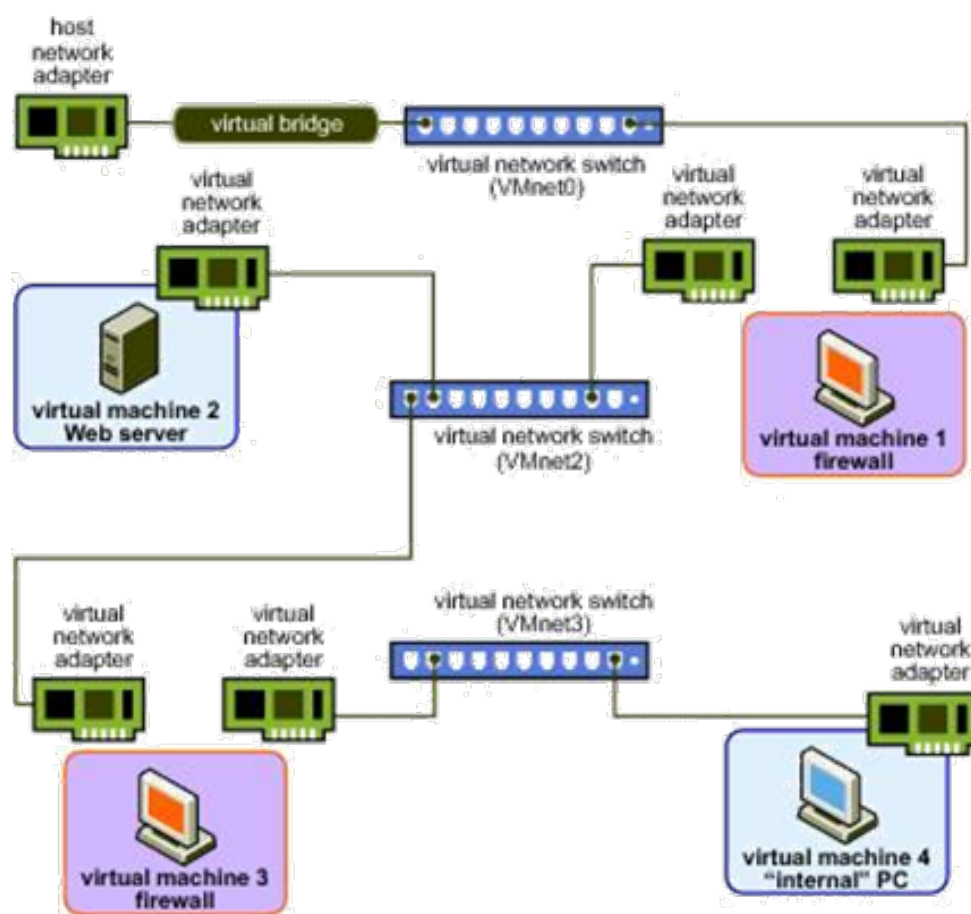 host
network
adapter
virtual bridge
virtual network switch
(VMnet0)
virtual
network
adapter
virtual
network
adapter
virtual
network
adapter
virtual machine 2
Web server
virtual network switch
(VMnet2)
virtual machine 1
firewall
virtual
network
adapter
virtual
network
adapter
virtual network switch
(VMnet3)
virtual
network
adapter
virtual machine 3
firewall
virtual machine 4
“internal” PC